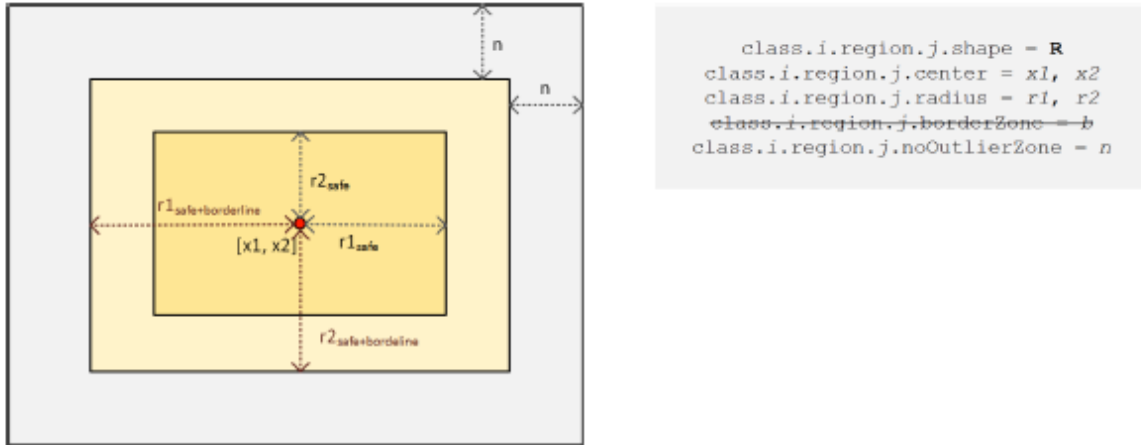 n
n
r2safe
r1safe+borderline
[x1, x2]
r1safe
r2safe+bordeline
class.i.region.j.shape = R
class.i.region.j.center = x1, x2
class.i.region.j.radius = r1, r2
class.i.region.j.borderZone = b
class.i.region.j.noOutlierZone = n